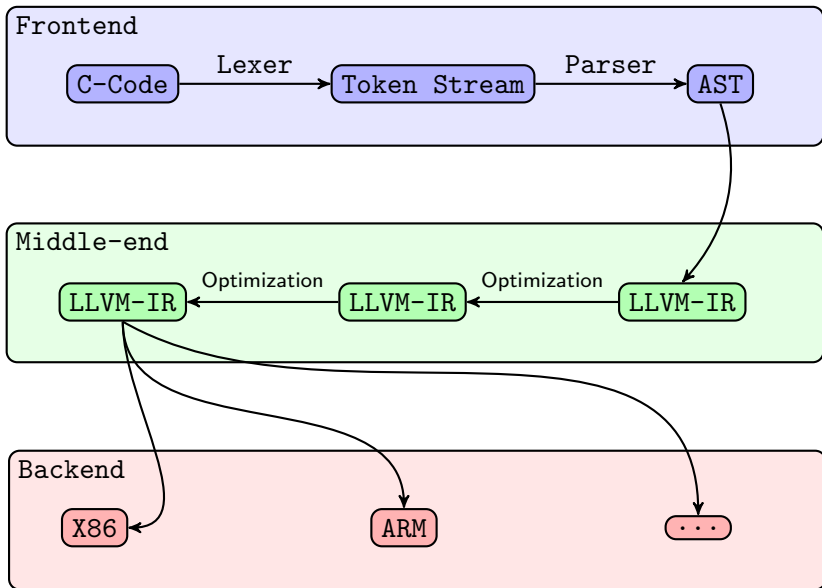 Frontend
Lexer
Parser
C-Code
Token Stream
AST
Middle-end
Optimization
Optimization
LLVM-IR
LLVM-IR
LLVM-IR
Backend
X86
ARM
...